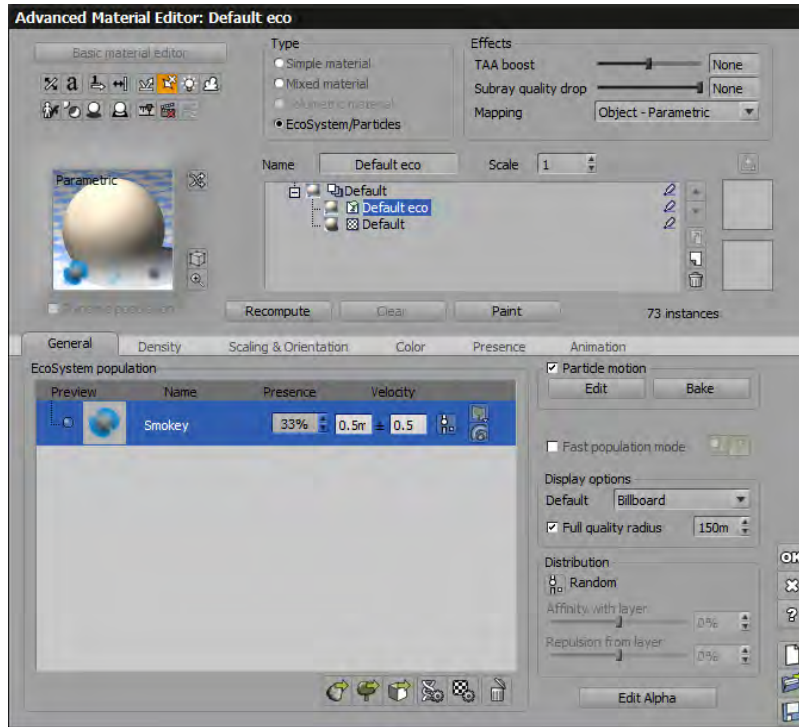 Advanced Material Editor: Default eco
Basic material editor
Type
Simple material
Mixed material
Volumetric material
EcoSystem/Particles
Effects
TAA boost
None
Subray quality drop
None
Mapping
Object - Parametric
Name
Default eco
Scale
1
Parametric
Default
Default eco
Default
Dynamic population
Recompute
Clear
Paint
73 instances
General
Density
Scaling & Orientation
Color
Presence
Animation
EcoSystem population
Preview
Name
Presence
Velocity
Smokey
33%
0.5m
±
0.5
Particle motion
Edit
Bake
Fast population mode
Display options
Default
Billboard
Full quality radius
150m
Distribution
Random
Affinity with layer
0%
Repulsion from layer
0%
Edit Alpha
OK
?